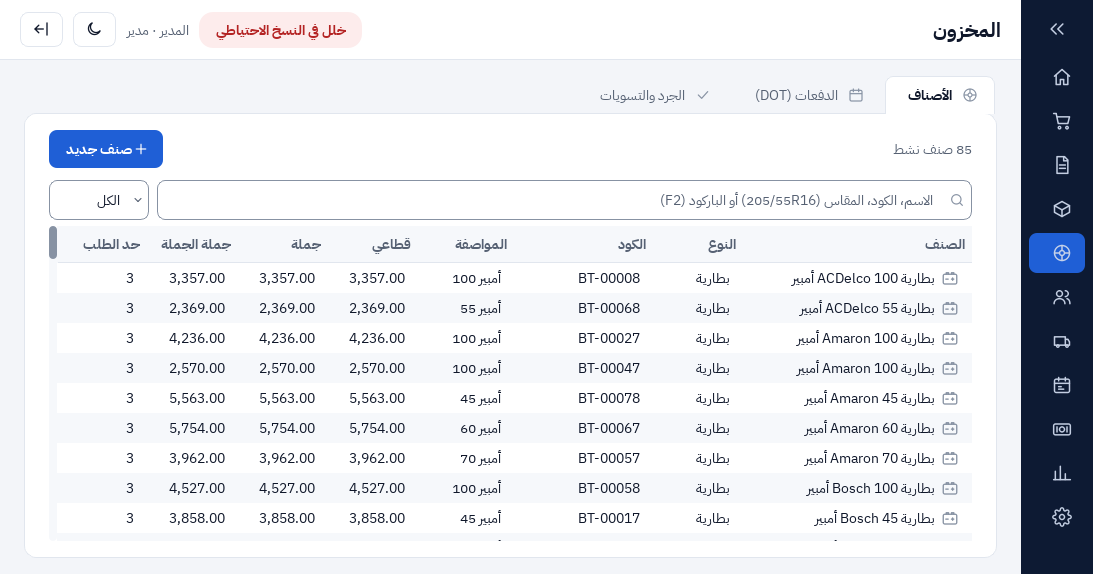 المخزون
خلل في النسخ الاحتياطي
المدير · مدير
الأصناف
الدفعات (DOT)
الجرد والتسويات
85 صنف نشط
صنف جديد
الاسم، الكود، المقاس (205/55R16) أو الباركود (F2)
الكل
الصنف النوع الكود المواصفة قطاعي جملة جملة الجملة حد الطلب
بطارية ACDelco 100 أمبير بطارية BT-00008 100 أمبير 3,357.00 3,357.00 3,357.00 3
بطارية ACDelco 55 أمبير بطارية BT-00068 55 أمبير 2,369.00 2,369.00 2,369.00 3
بطارية Amaron 100 أمبير بطارية BT-00027 100 أمبير 4,236.00 4,236.00 4,236.00 3
بطارية Amaron 100 أمبير بطارية BT-00047 100 أمبير 2,570.00 2,570.00 2,570.00 3
بطارية Amaron 45 أمبير بطارية BT-00078 45 أمبير 5,563.00 5,563.00 5,563.00 3
بطارية Amaron 60 أمبير بطارية BT-00067 60 أمبير 5,754.00 5,754.00 5,754.00 3
بطارية Amaron 70 أمبير بطارية BT-00057 70 أمبير 3,962.00 3,962.00 3,962.00 3
بطارية Bosch 100 أمبير بطارية BT-00058 100 أمبير 4,527.00 4,527.00 4,527.00 3
بطارية Bosch 45 أمبير بطارية BT-00017 45 أمبير 3,858.00 3,858.00 3,858.00 3